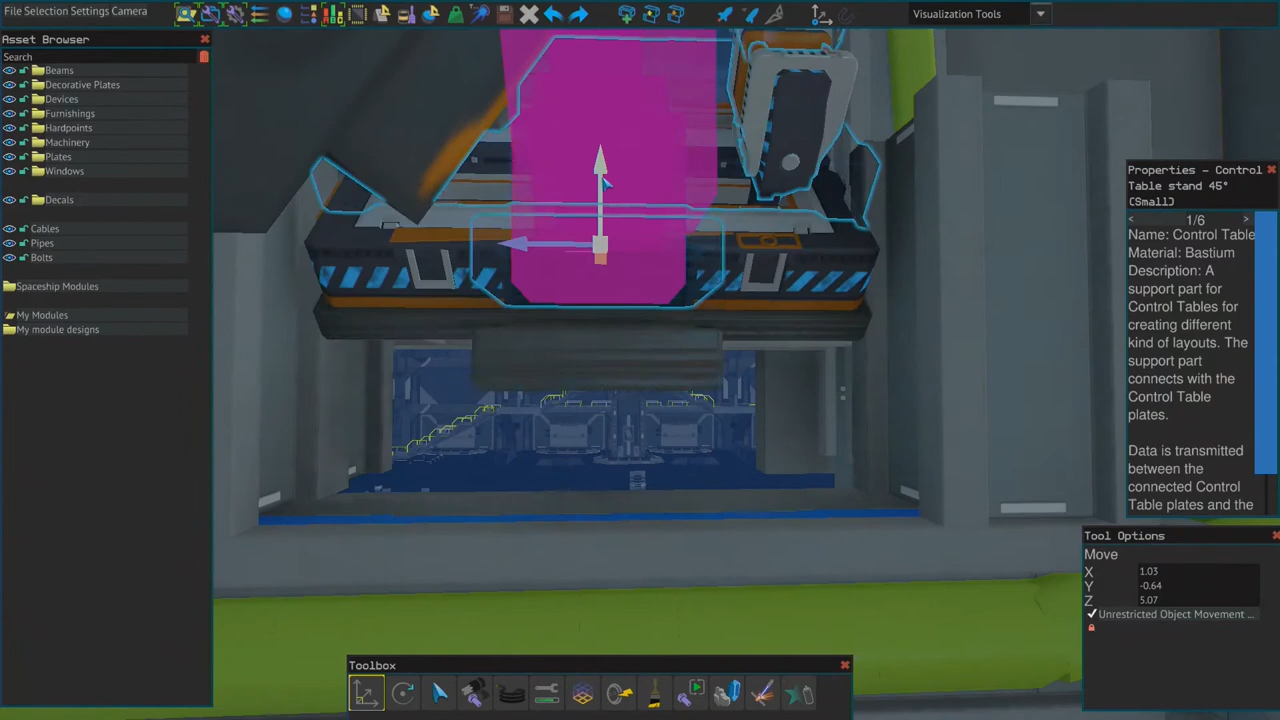 File Selection Settings Camera
Visualization Tools
Asset Browser
Search
Beams
Decorative Plates
Devices
Furnishings
Hardpoints
Machinery
Plates
Windows
Decals
Cables
Pipes
Bolts
Spaceship Modules
My Modules
My module designs
Properties - Control
Table stand 45°
(Small)
< 1/6 >
Name: Control Table
Material: Bastium
Description: A
support part for
Control Tables for
creating different
kind of layouts. The
support part
connects with the
Control Table
plates.
Data is transmitted
between the
connected Control
Table plates and the
Tool Options
Move
X 1.03
Y -0.64
Z 5.07
Unrestricted Object Movement ...
Toolbox